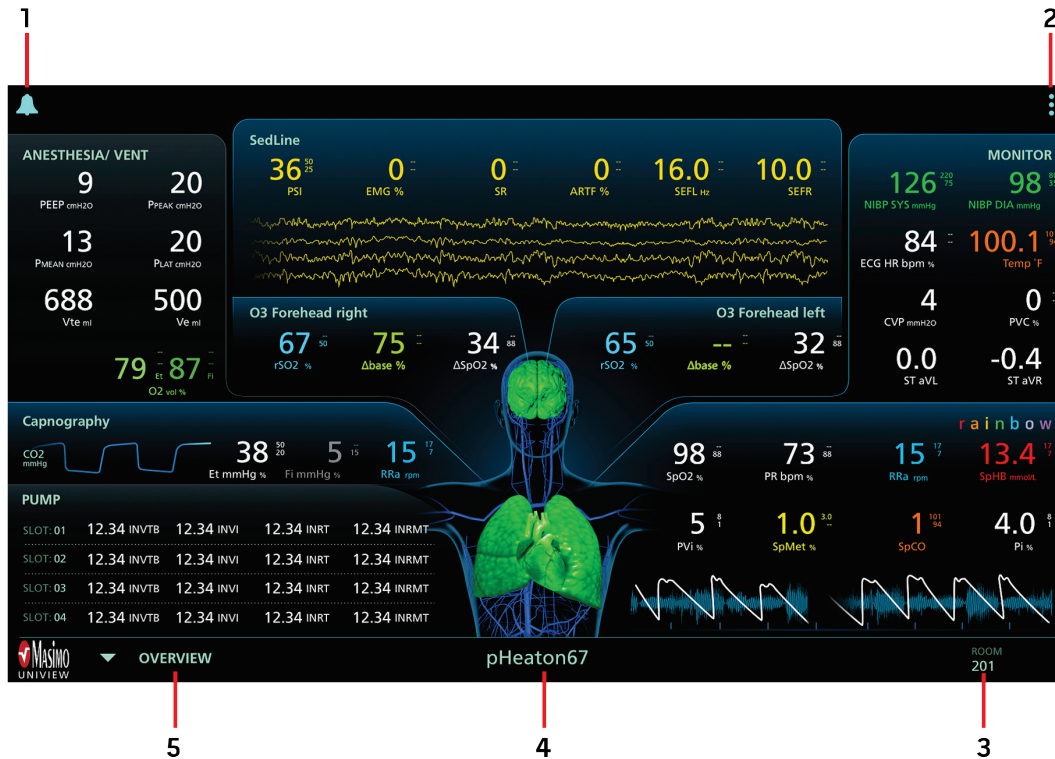 1 2
ANESTHESIA/ VENT
9 20
PEEP cmH2O PPEAK cmH2O
13 20
PMEAN cmH2O PLAT cmH2O
688 500
Vte ml Ve ml
79 -- -- Et 87 -- -- Fi
O2 vol %
SedLine
36 50 25 0 -- -- 0 -- -- 0 -- -- 16.0 -- -- 10.0 -- --
PSI EMG % SR ARTF % SEFL Hz SEFR
O3 Forehead right
67 50 75 -- -- 34 -- 88
rSO2 % Δbase % ΔSpO2 %
O3 Forehead left
65 50 -- -- -- 32 -- 88
rSO2 % Δbase % ΔSpO2 %
MONITOR
126 220 75 98
NIBP SYS mmHg NIBP DIA mmHg
84 -- -- 100.1
ECG HR bpm % Temp °F
4 0 -- --
CVP mmH2O PVC %
0.0 -0.4
ST aVL ST aVR
Capnography
CO2 mmHg
38 50 20 5 -- 15 15 17 7
Et mmHg % Fi mmHg % RRa rpm
rainbow
98 -- 88 73 -- 88 15 17 7 13.4 17 7
SpO2 % PR bpm % RRa rpm SpHB mmol/L
5 8 1 1.0 3.0 -- 1 101 94 4.0 8 1
PVi % SpMet % SpCO Pi %
PUMP
SLOT: 01 12.34 INVTB 12.34 INVI 12.34 INRT 12.34 INRMT
SLOT: 02 12.34 INVTB 12.34 INVI 12.34 INRT 12.34 INRMT
SLOT: 03 12.34 INVTB 12.34 INVI 12.34 INRT 12.34 INRMT
SLOT: 04 12.34 INVTB 12.34 INVI 12.34 INRT 12.34 INRMT
Masimo
UNIVIEW
OVERVIEW
pHeaton67
ROOM
201
5 4 3